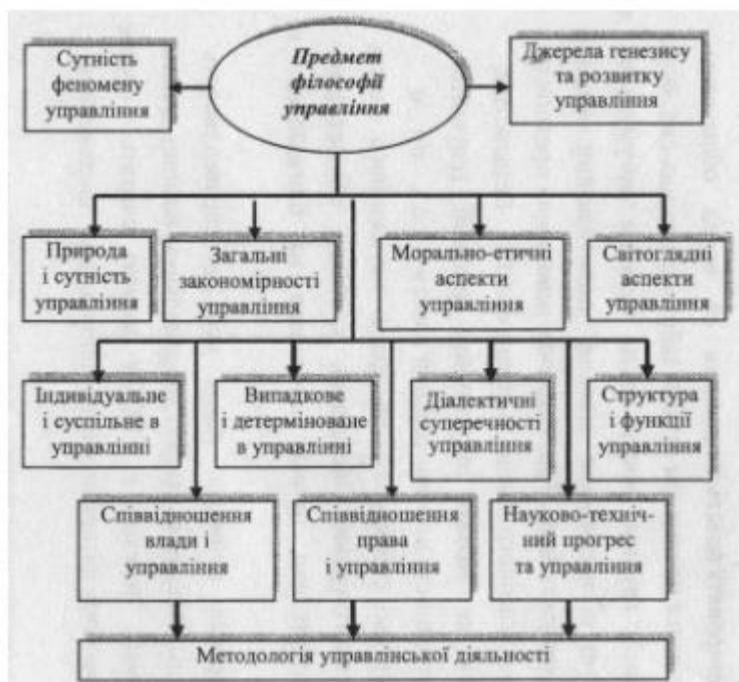 Сутність
феномену
управління
Предмет
філософії
управління
Джерела генезису
та розвитку
управління
Природа
і сутність
управління
Загальні
закономірності
управління
Морально-етичні
аспекти
управління
Світоглядні
аспекти
управління
Індивідуальне
і суспільне в
управлінні
Випадкове
і детерміноване
в управлінні
Діалектичні
суперечності
управління
Структура
і функції
управління
Співвідношення
влади і
управління
Співвідношення
права
і управління
Науково-техніч-
ний прогрес
та управління
Методологія управлінської діяльності